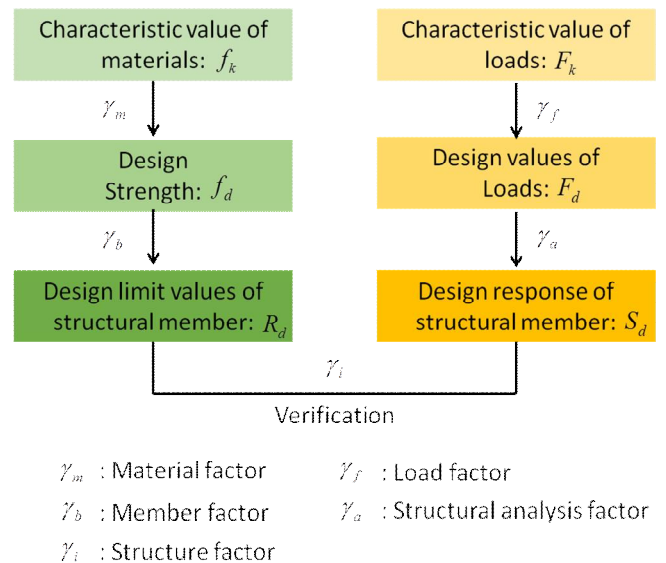 Characteristic value of
materials: f_k
γ_m
Design
Strength: f_d
γ_b
Design limit values of
structural member: R_d
Characteristic value of
loads: F_k
γ_f
Design values of
Loads: F_d
γ_a
Design response of
structural member: S_d
γ_i
Verification
γ_m : Material factor
γ_b : Member factor
γ_i : Structure factor
γ_f : Load factor
γ_a : Structural analysis factor